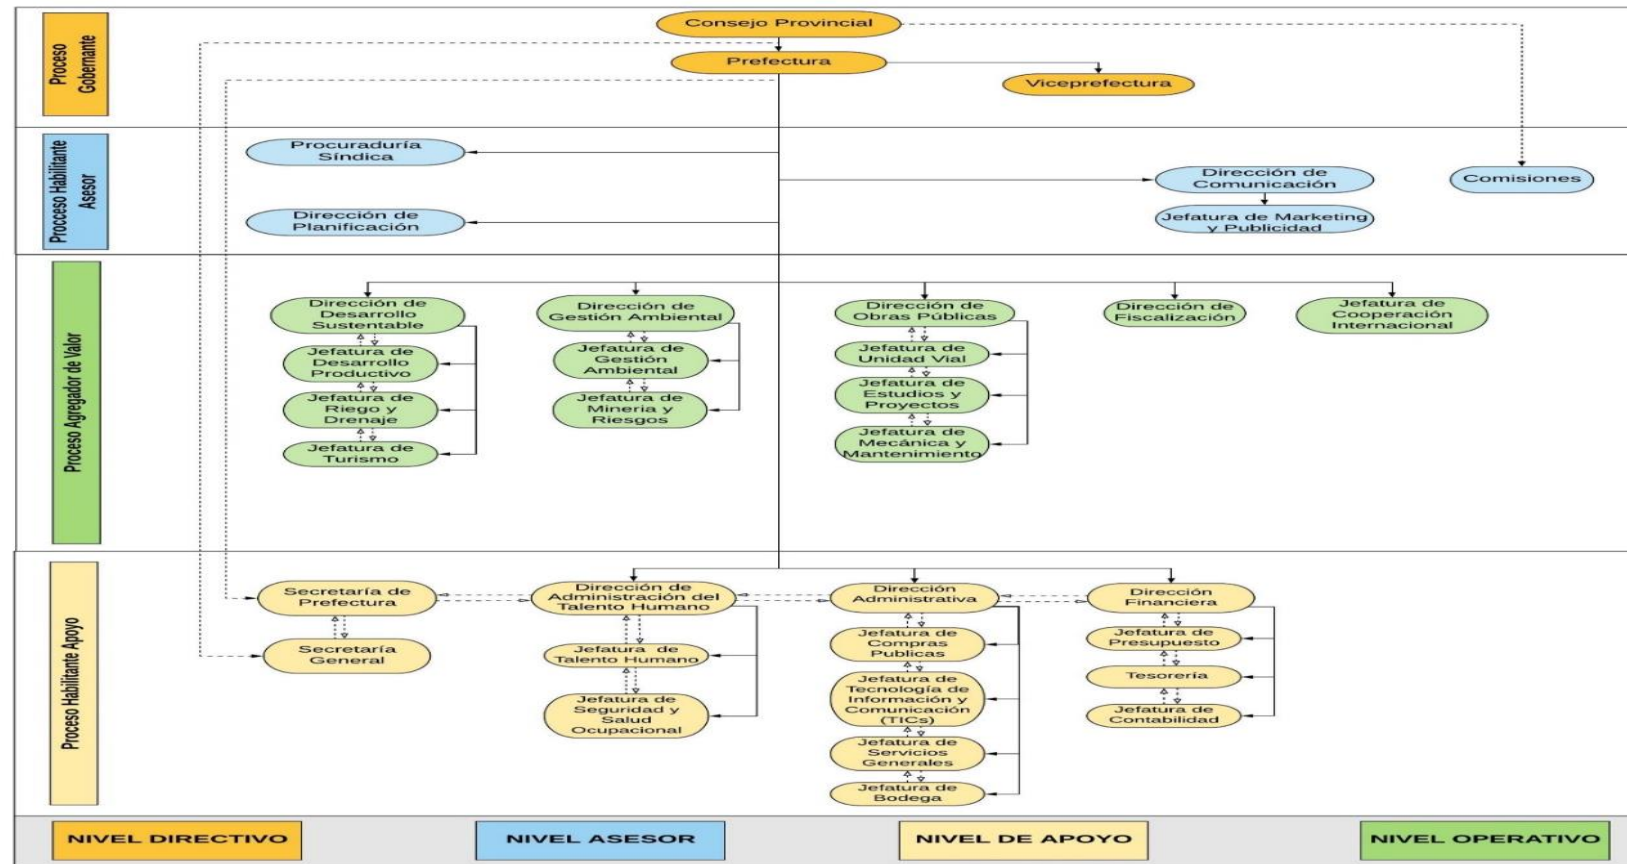 Proceso
Gobernante
Consejo Provincial
Prefectura
Viceprefectura
Procceso Habilitante
Asesor
Procuraduría
Síndica
Dirección de
Planificación
Dirección de
Comunicación
Jefatura de Marketing
y Publicidad
Comisiones
Proceso Agregador de Valor
Dirección de
Desarrollo
Sustentable
Jefatura de
Desarrollo
Productivo
Jefatura de
Riego y
Drenaje
Jefatura de
Turismo
Dirección de
Gestión Ambiental
Jefatura de
Gestión
Ambiental
Jefatura de
Mineria y
Riesgos
Dirección de
Obras Públicas
Jefatura de
Unidad Vial
Jefatura de
Estudios y
Proyectos
Jefatura de
Mecánica y
Mantenimiento
Dirección de
Fiscalización
Jefatura de
Cooperación
Internacional
Proceso Habilitante Apoyo
Secretaría de
Prefectura
Secretaría
General
Dirección de
Administración del
Talento Humano
Jefatura de
Talento Humano
Jefatura de
Seguridad y
Salud
Ocupacional
Dirección
Administrativa
Jefatura de
Compras
Publicas
Jefatura de
Tecnología de
Información y
Comunicación
(TICs)
Jefatura de
Servicios
Generales
Jefatura de
Bodega
Dirección
Financiera
Jefatura de
Presupuesto
Tesorería
Jefatura de
Contabilidad
NIVEL DIRECTIVO
NIVEL ASESOR
NIVEL DE APOYO
NIVEL OPERATIVO